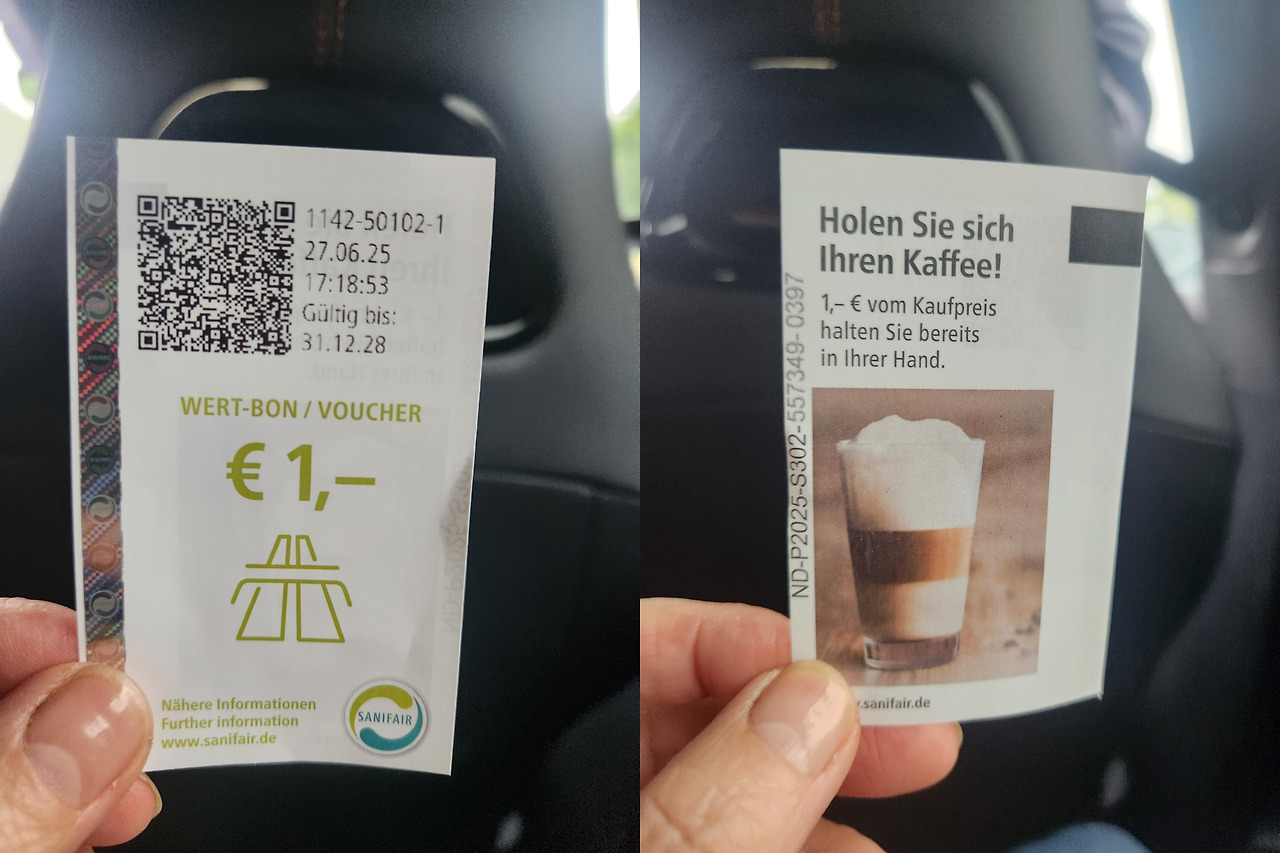 1142-50102-1
27.06.25
17:18:53
Gültig bis:
31.12.28
WERT-BON / VOUCHER
€ 1,–
Nähere Informationen
Further information
www.sanifair.de
SANIFAIR
Holen Sie sich
Ihren Kaffee!
1,– € vom Kaufpreis
halten Sie bereits
in Ihrer Hand.
ND-P2025-S302-557349-0397
.sanifair.de